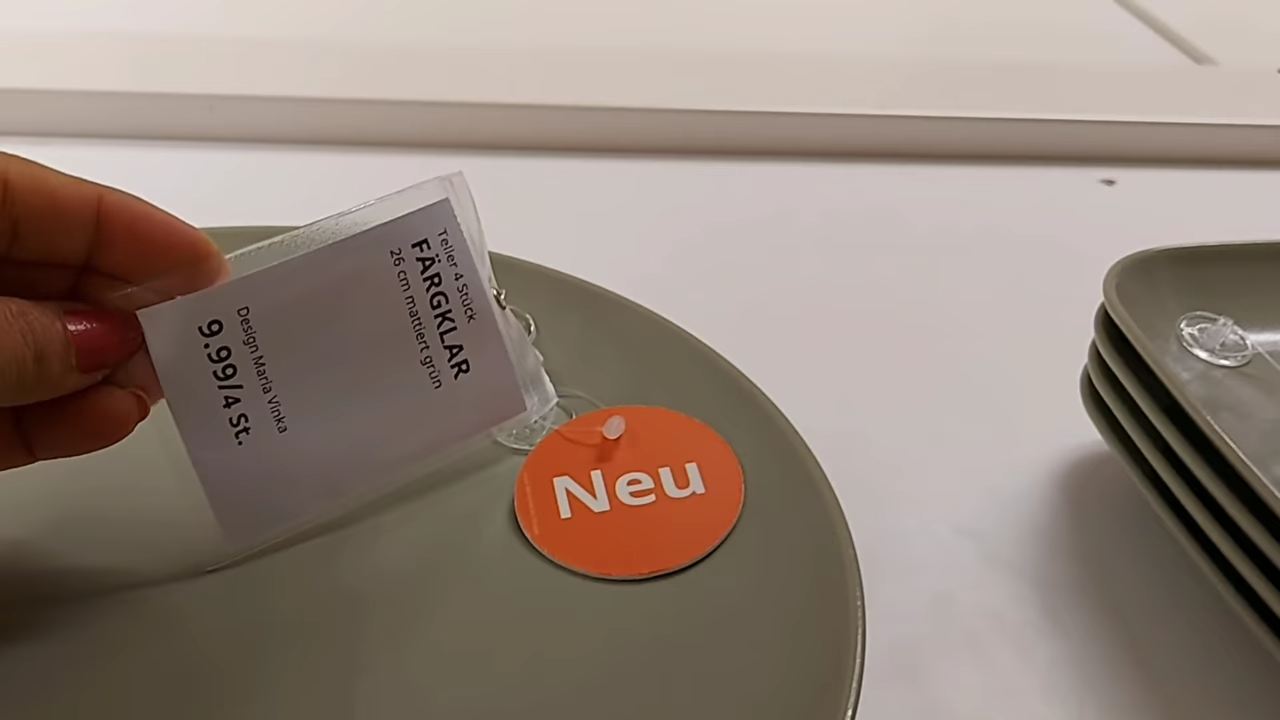 Teller 4 Stück
FÄRGKLAR
26 cm mattiert grün
Design Maria Vinka
9.99/4 St.
Neu